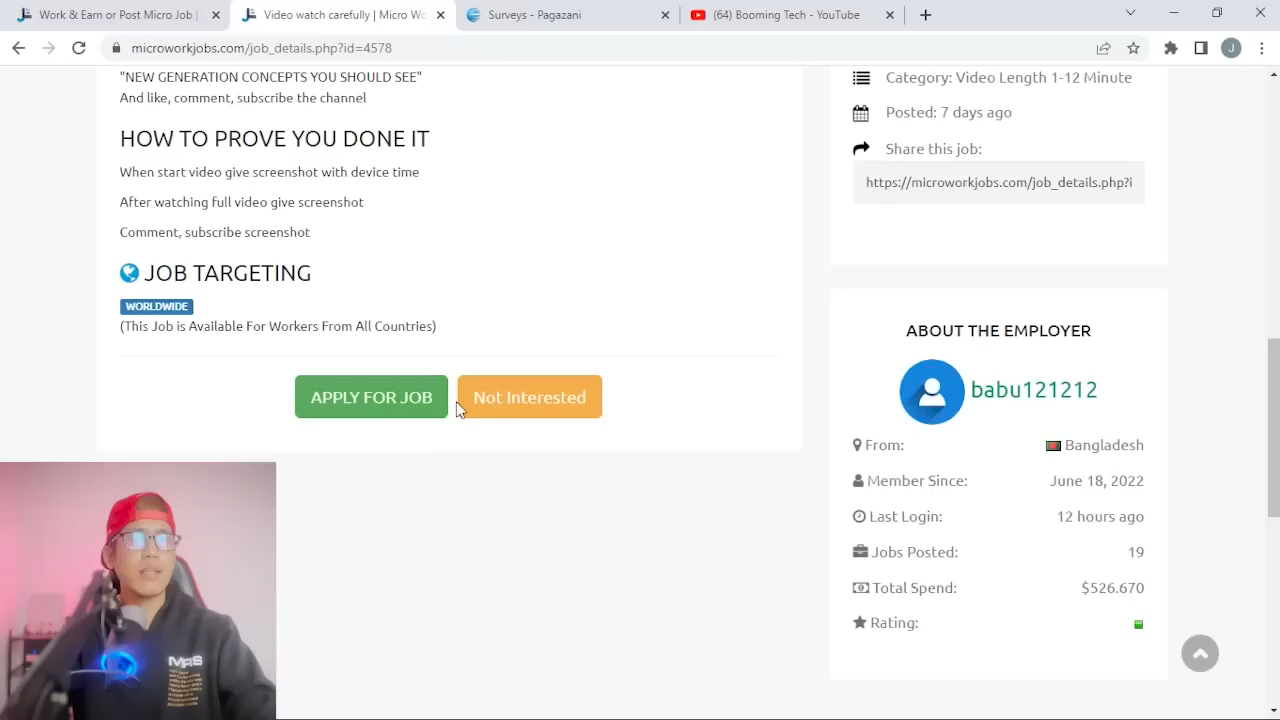 Work & Earn or Post Micro Job |
Video watch carefully | Micro Wo
Surveys - Pagazani
(64) Booming Tech - YouTube
microworkjobs.com/job_details.php?id=4578
J
"NEW GENERATION CONCEPTS YOU SHOULD SEE"
And like, comment, subscribe the channel
HOW TO PROVE YOU DONE IT
When start video give screenshot with device time
After watching full video give screenshot
Comment, subscribe screenshot
JOB TARGETING
WORLDWIDE
(This Job is Available For Workers From All Countries)
APPLY FOR JOB
Not Interested
Category: Video Length 1-12 Minute
Posted: 7 days ago
Share this job:
https://microworkjobs.com/job_details.php?i
ABOUT THE EMPLOYER
babu121212
From: Bangladesh
Member Since: June 18, 2022
Last Login: 12 hours ago
Jobs Posted: 19
Total Spend: $526.670
Rating: